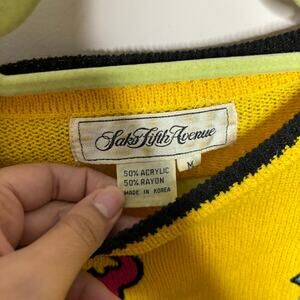 Saks Fifth Avenue
M
50% ACRYLIC
50% RAYON
MADE IN KOREA